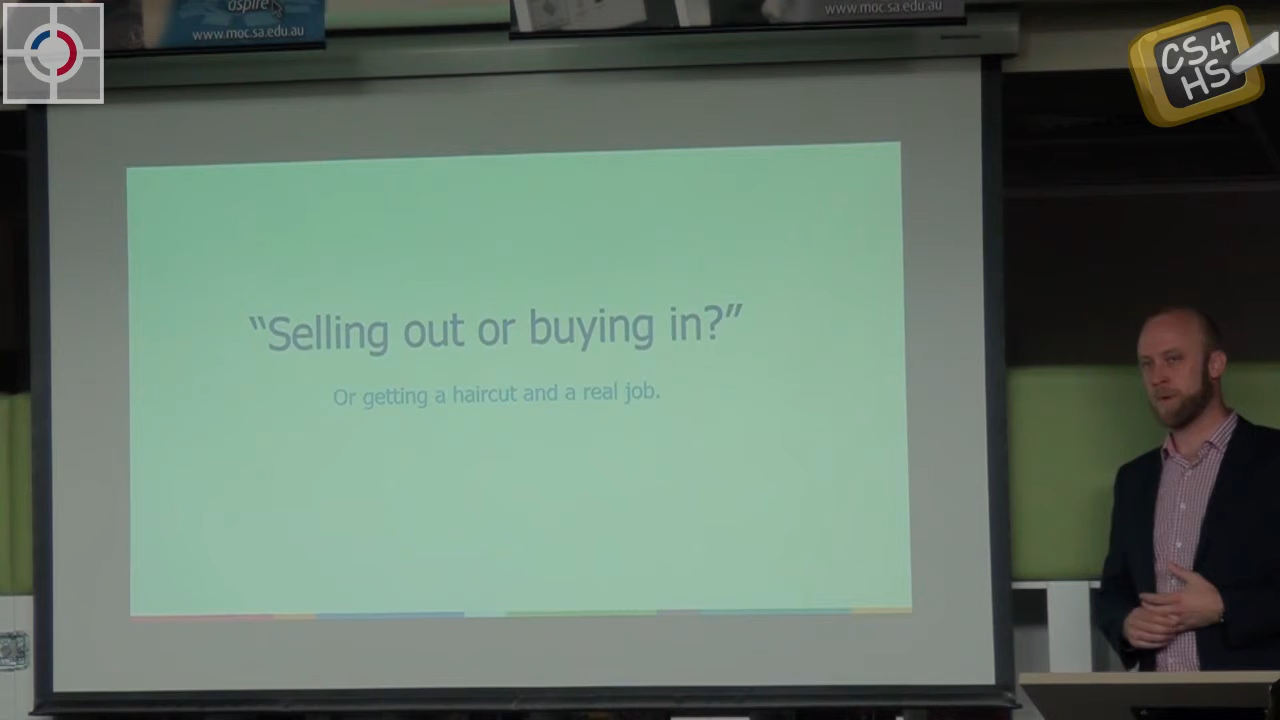 aspire
www.moc.sa.edu.au
www.moc.sa.edu.au
CS4
HS
“Selling out or buying in?”
Or getting a haircut and a real job.